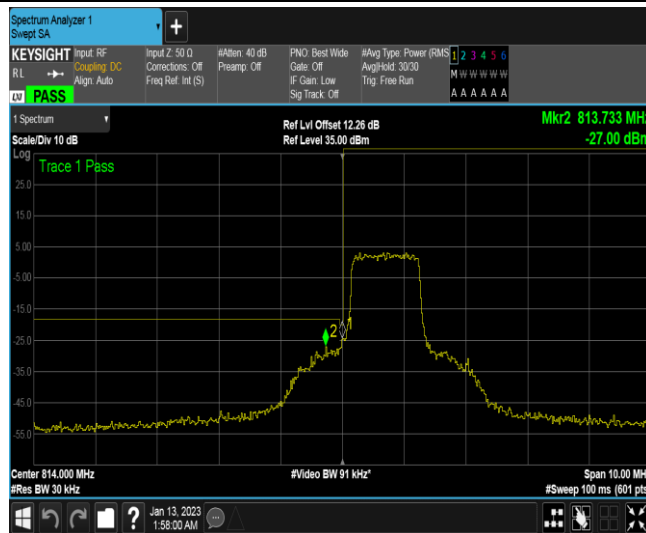 Spectrum Analyzer 1
Swept SA
+
KEYSIGHT
RL
LXI PASS
Input: RF
Coupling: DC
Align: Auto
Input Z: 50 Ω
Corrections: Off
Freq Ref: Int (S)
#Atten: 40 dB
Preamp: Off
PNO: Best Wide
Gate: Off
IF Gain: Low
Sig Track: Off
#Avg Type: Power (RMS
Avg|Hold: 30/30
Trig: Free Run
1 2 3 4 5 6
M W W W W W
A A A A A A
1 Spectrum
Scale/Div 10 dB
Ref Lvl Offset 12.26 dB
Ref Level 35.00 dBm
Mkr2 813.733 MHz
-27.00 dBm
Log
Trace 1 Pass
25.0
15.0
5.00
-5.00
-15.0
-25.0
-35.0
-45.0
-55.0
2
Center 814.000 MHz
#Res BW 30 kHz
#Video BW 91 kHz*
Span 10.00 MHz
#Sweep 100 ms (601 pts)
?
Jan 13, 2023
1:58:00 AM